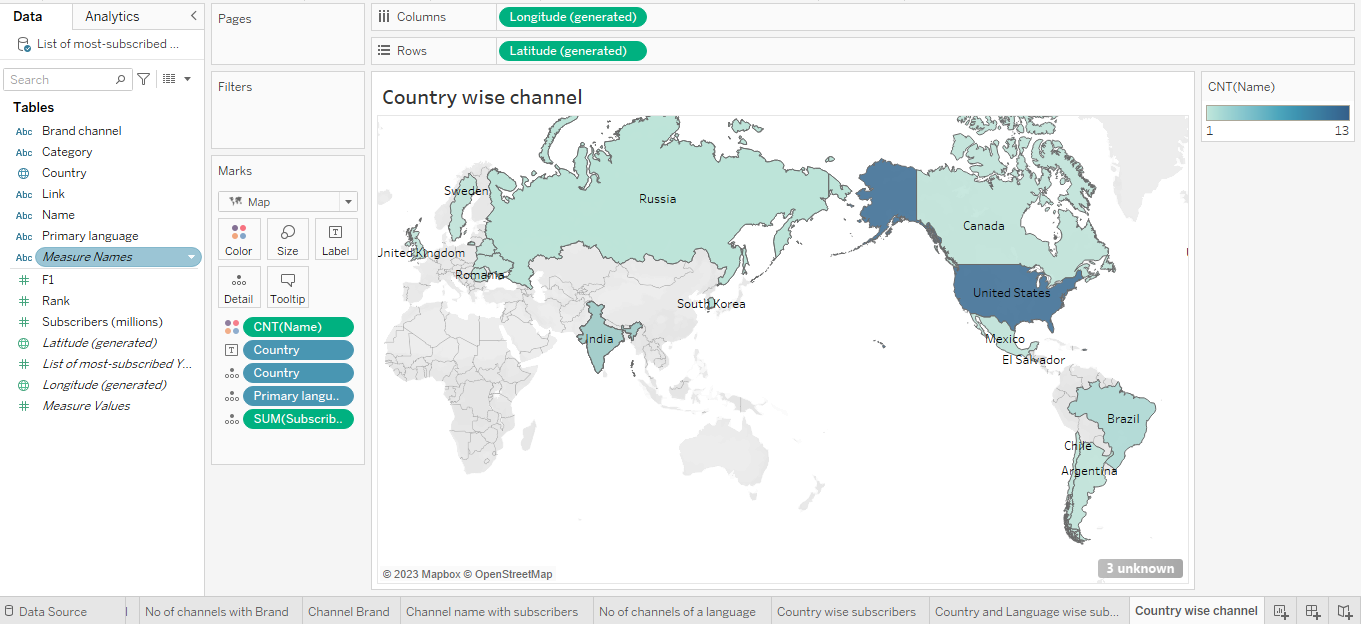 Data
Analytics
List of most-subscribed ...
Search
Tables
Abc Brand channel
Abc Category
Country
Abc Link
Abc Name
Abc Primary language
Abc Measure Names
F1
Rank
Subscribers (millions)
Latitude (generated)
List of most-subscribed Y...
Longitude (generated)
Measure Values
Pages
Filters
Marks
Map
Color
Size
T
Label
Detail
Tooltip
CNT(Name)
T Country
Country
Primary langu..
SUM(Subscrib..
Columns
Longitude (generated)
Rows
Latitude (generated)
Country wise channel
Sweden
Russia
Canada
United Kingdom
Romania
United States
South Korea
India
Mexico
El Salvador
Brazil
Chile
Argentina
© 2023 Mapbox © OpenStreetMap
3 unknown
CNT(Name)
1
13
Data Source
No of channels with Brand
Channel Brand
Channel name with subscribers
No of channels of a language
Country wise subscribers
Country and Language wise sub...
Country wise channel